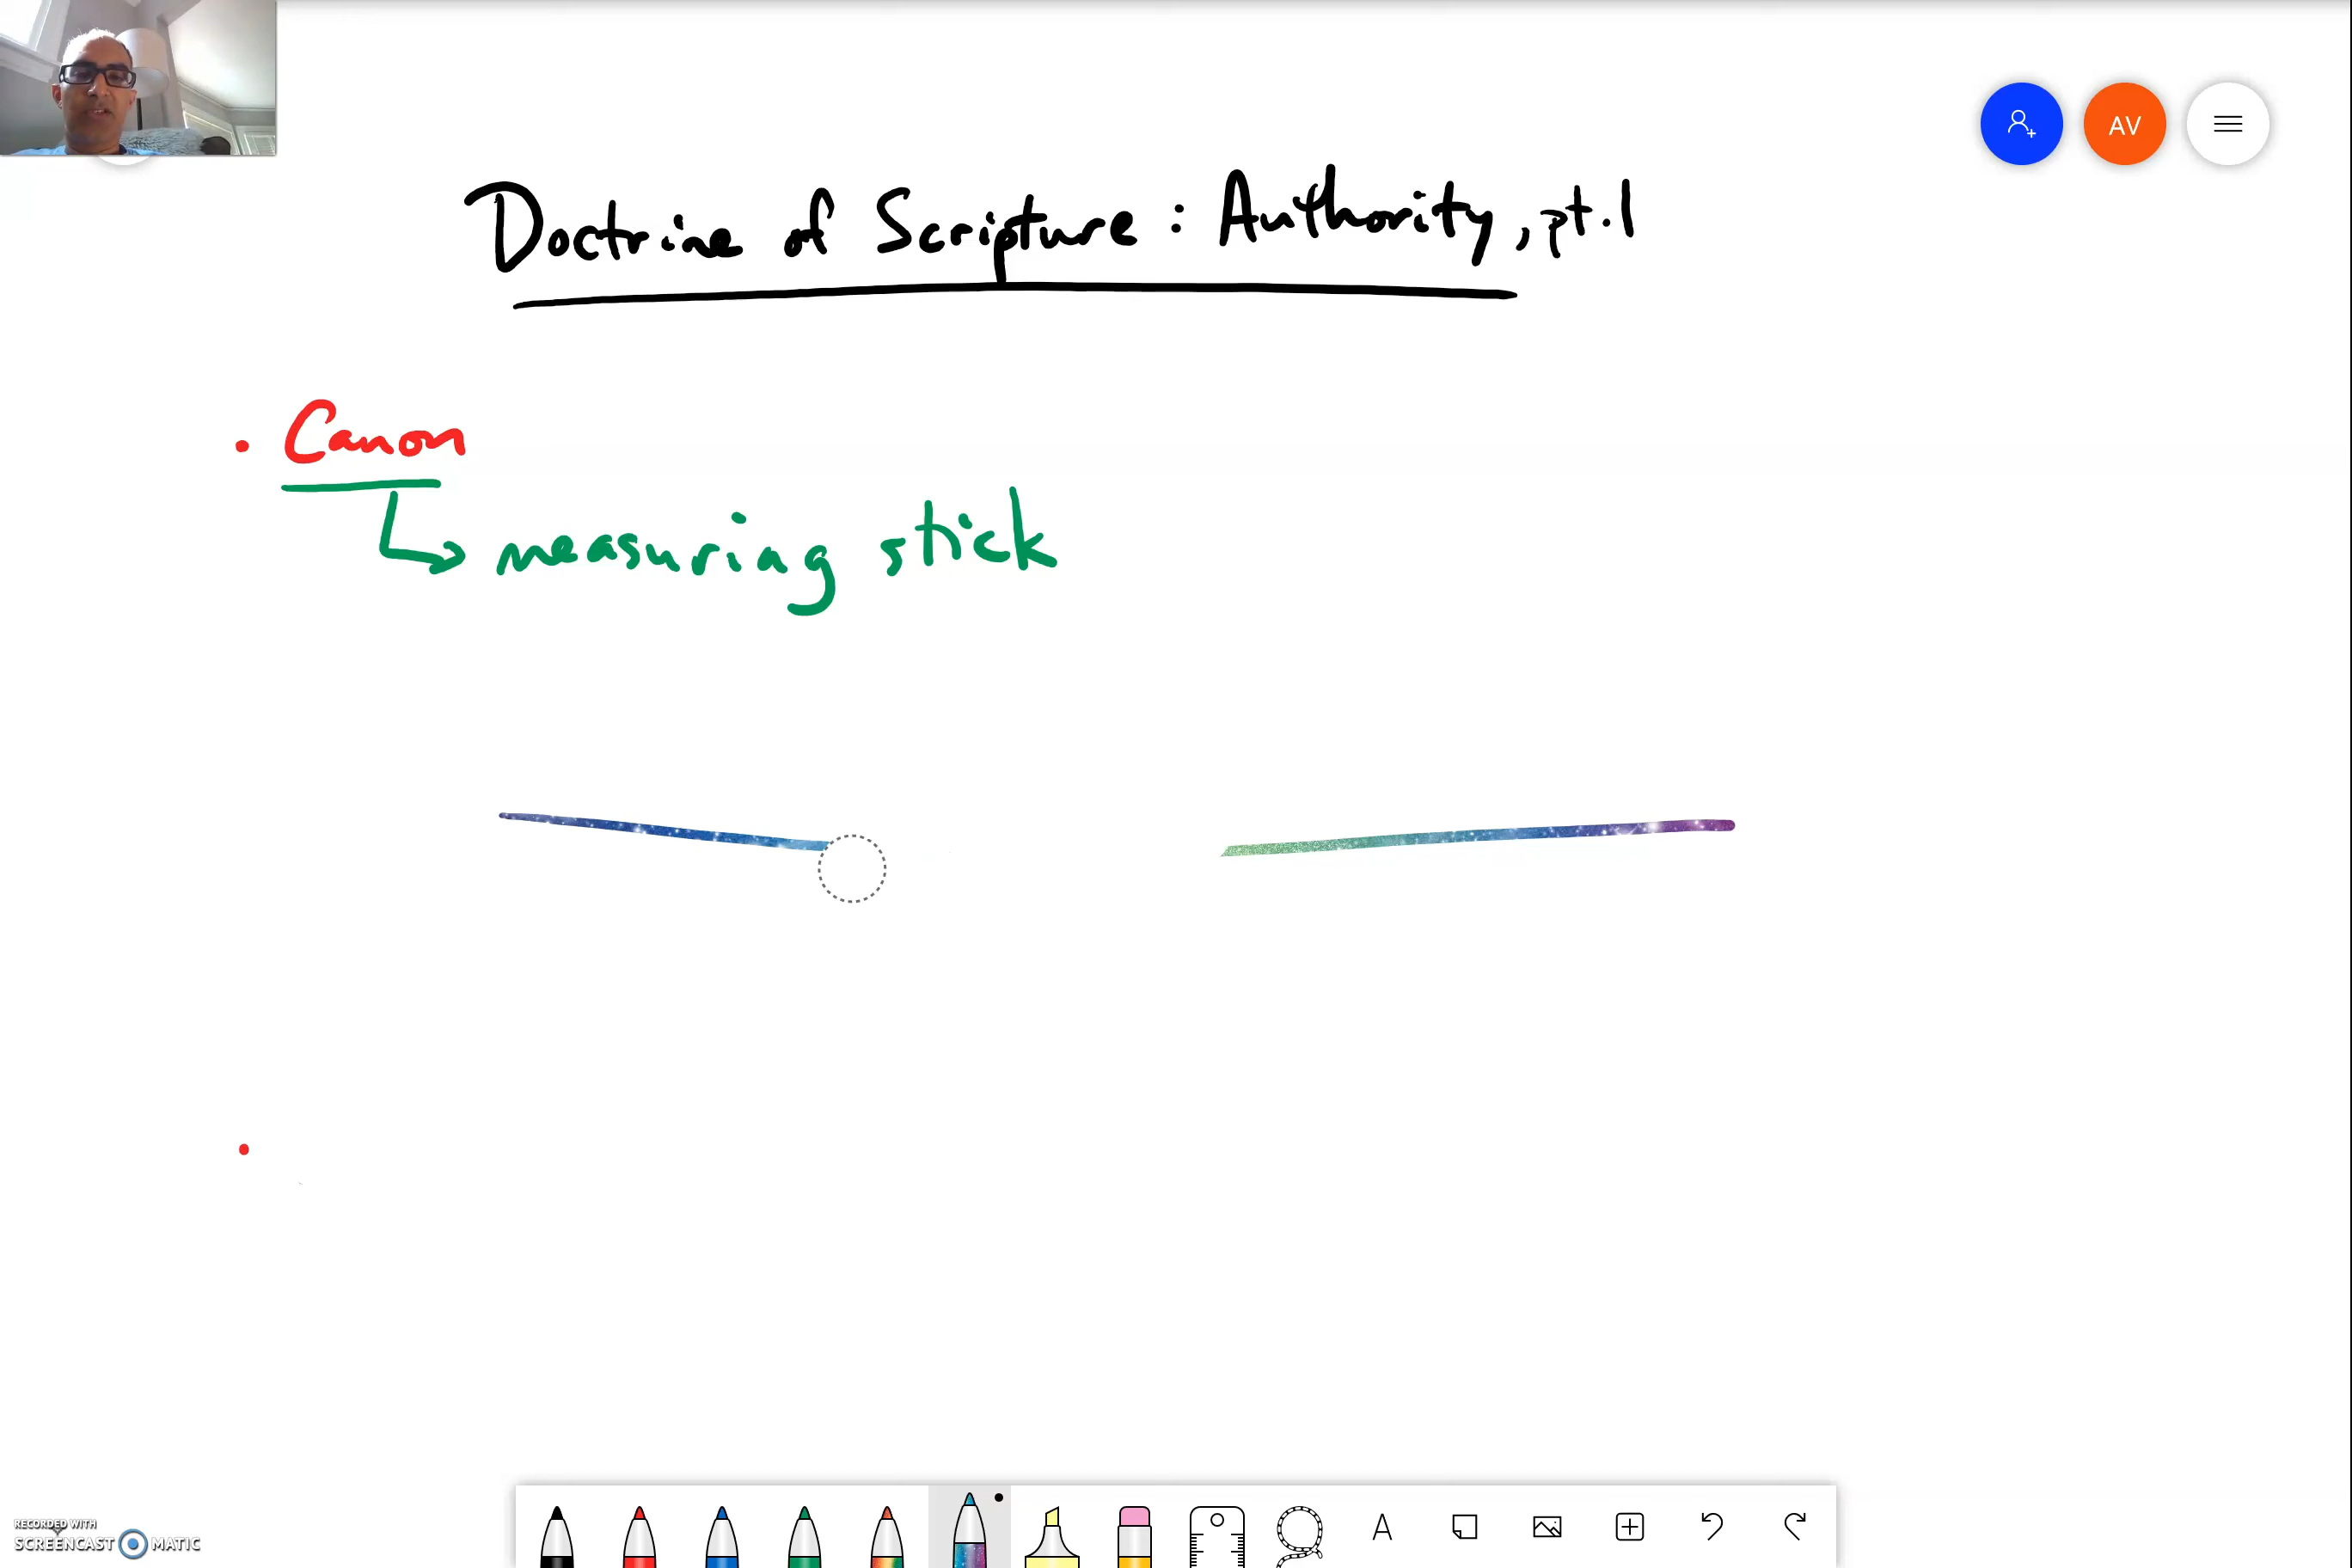 AV
Doctrine of Scripture : Authority, pt. 1
• Canon
↳ measuring stick
•
A
RECORDED WITH
SCREENCAST MATIC